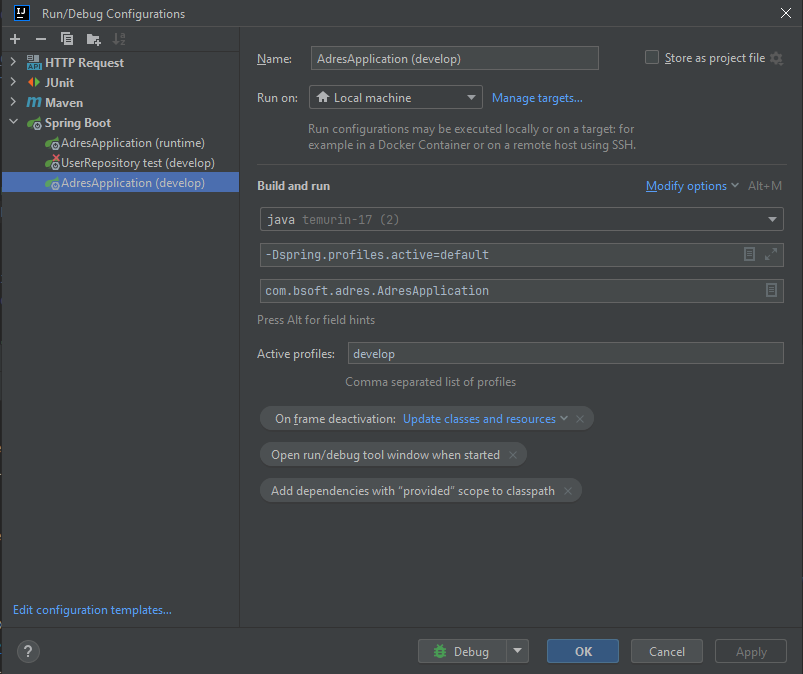 Run/Debug Configurations
HTTP Request
JUnit
Maven
Spring Boot
AdresApplication (runtime)
UserRepository test (develop)
AdresApplication (develop)
Edit configuration templates...
Name: AdresApplication (develop)
Store as project file
Run on: Local machine
Manage targets...
Run configurations may be executed locally or on a target: for
example in a Docker Container or on a remote host using SSH.
Build and run
Modify options Alt+M
java temurin-17 (2)
-Dspring.profiles.active=default
com.bsoft.adres.AdresApplication
Press Alt for field hints
Active profiles: develop
Comma separated list of profiles
On frame deactivation: Update classes and resources
Open run/debug tool window when started
Add dependencies with “provided” scope to classpath
?
Debug
OK
Cancel
Apply